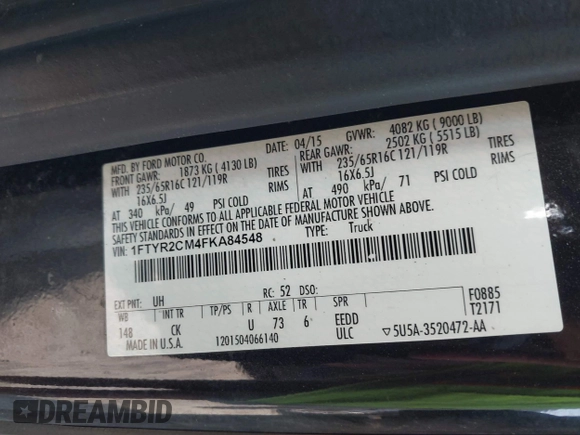 MFD. BY FORD MOTOR CO.
DATE: 04/15 GVWR: 4082 KG ( 9000 LB)
FRONT GAWR: 1873 KG ( 4130 LB) REAR GAWR: 2502 KG ( 5515 LB)
WITH 235/65R16C 121/119R TIRES WITH 235/65R16C 121/119R TIRES
16X6.5J RIMS 16X6.5J RIMS
AT 340 kPa/ 49 PSI COLD AT 490 kPa/ 71 PSI COLD
THIS VEHICLE CONFORMS TO ALL APPLICABLE FEDERAL MOTOR VEHICLE
SAFETY STANDARDS IN EFFECT ON THE DATE OF MANUFACTURE SHOWN ABOVE.
VIN: 1FTYR2CM4FKA84548 TYPE: Truck
EXT PNT: UH RC: 52 DSO: F0885
WB INT TR TP/PS R AXLE TR SPR T2171
148 CK U 73 6 EEDD
1201504066140 ULC ▽5U5A-3520472-AA
DREAMBID